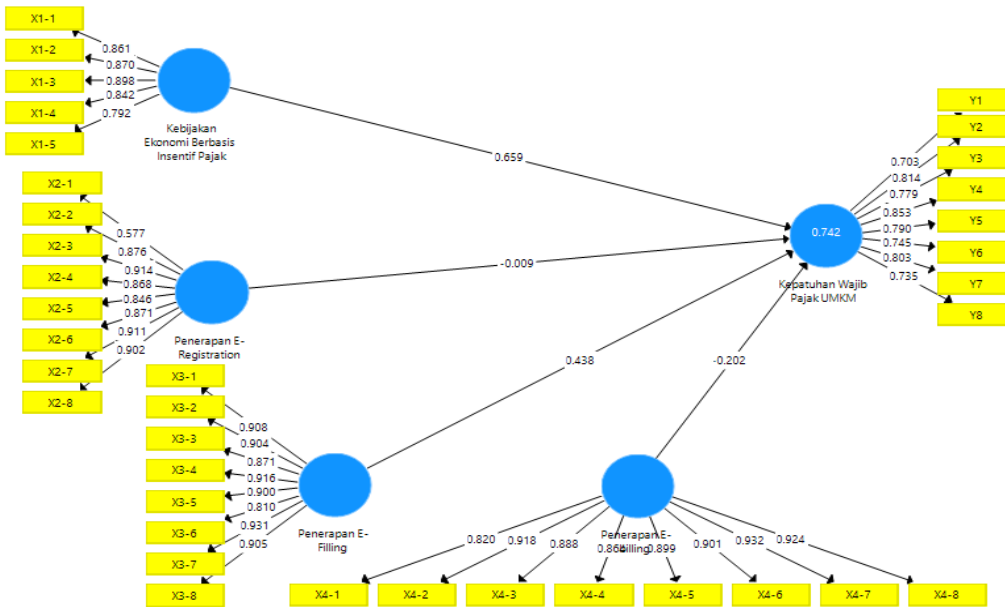 X1-1
X1-2
X1-3
X1-4
X1-5
0.861
0.870
0.898
0.842
0.792
Kebijakan
Ekonomi Berbasis
Insentif Pajak
0.659
X2-1
X2-2
X2-3
X2-4
X2-5
X2-6
X2-7
X2-8
0.577
0.876
0.914
0.868
0.846
0.871
0.911
0.902
Penerapan E-
Registration
-0.009
X3-1
X3-2
X3-3
X3-4
X3-5
X3-6
X3-7
X3-8
0.908
0.904
0.871
0.916
0.900
0.810
0.931
0.905
Penerapan E-
Filling
0.438
Penerapan E-
billing
-0.202
0.820
0.918
0.888
0.864
0.899
0.901
0.932
0.924
X4-1
X4-2
X4-3
X4-4
X4-5
X4-6
X4-7
X4-8
0.742
Kepatuhan Wajib
Pajak UMKM
0.703
0.814
0.779
0.853
0.790
0.745
0.803
0.735
Y1
Y2
Y3
Y4
Y5
Y6
Y7
Y8